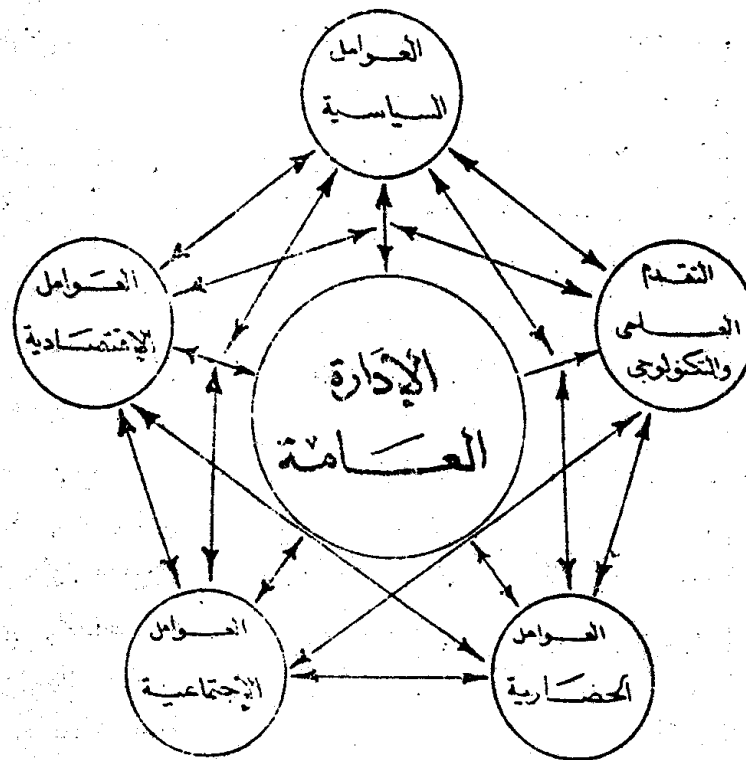 العوامل
السياسية
التقدم
العلمى
والتكنولوجى
العوامل
الإقتصادية
الإدارة
العامة
العوامل
الحضارية
العوامل
الإجتماعية